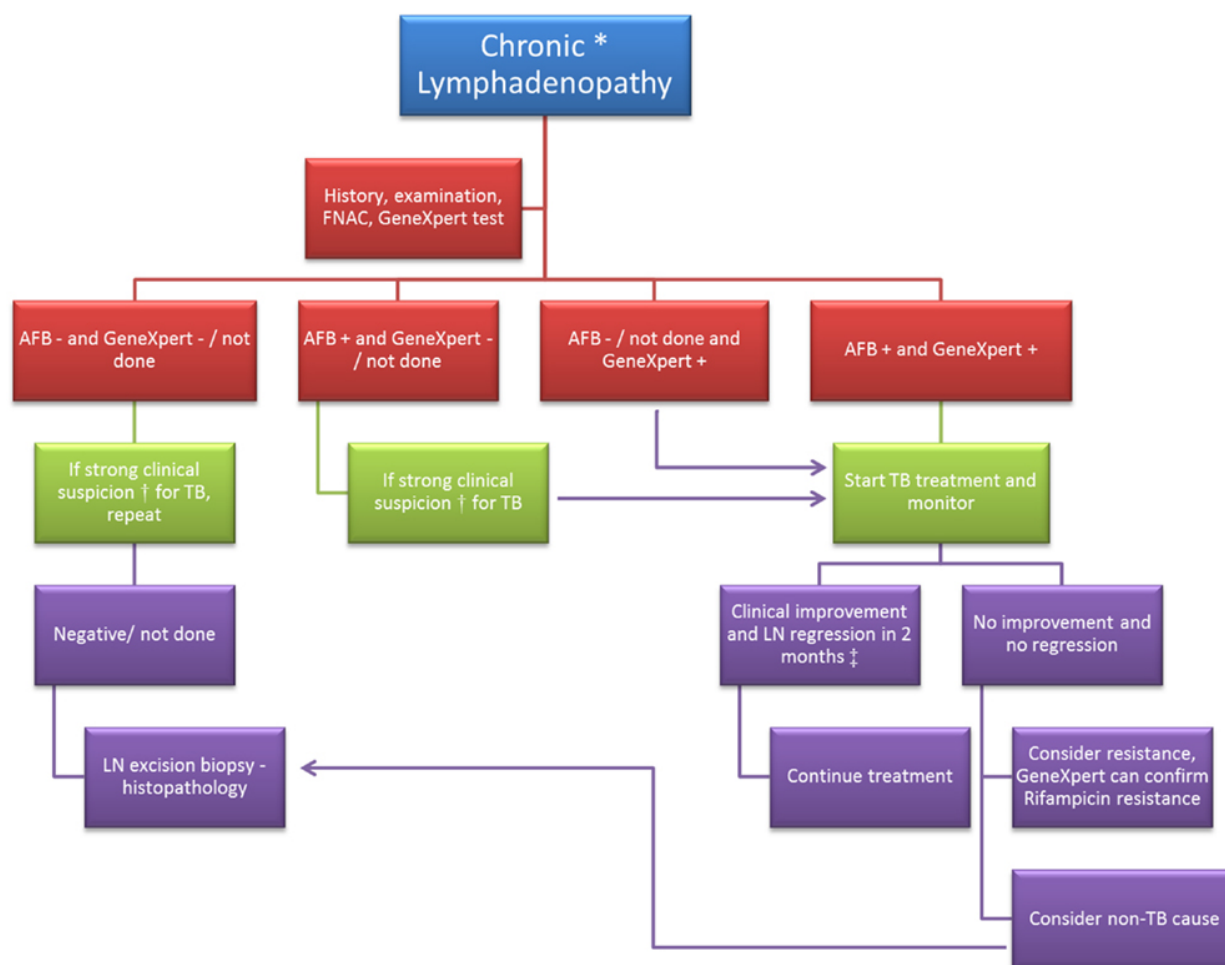 Chronic *
Lymphadenopathy
History, examination,
FNAC, GeneXpert test
AFB - and GeneXpert - / not
done
AFB + and GeneXpert -
/ not done
AFB - / not done and
GeneXpert +
AFB + and GeneXpert +
If strong clinical
suspicion † for TB,
repeat
If strong clinical
suspicion † for TB
Start TB treatment and
monitor
Negative/ not done
Clinical improvement
and LN regression in 2
months ‡
No improvement and
no regression
LN excision biopsy -
histopathology
Continue treatment
Consider resistance,
GeneXpert can confirm
Rifampicin resistance
Consider non-TB cause